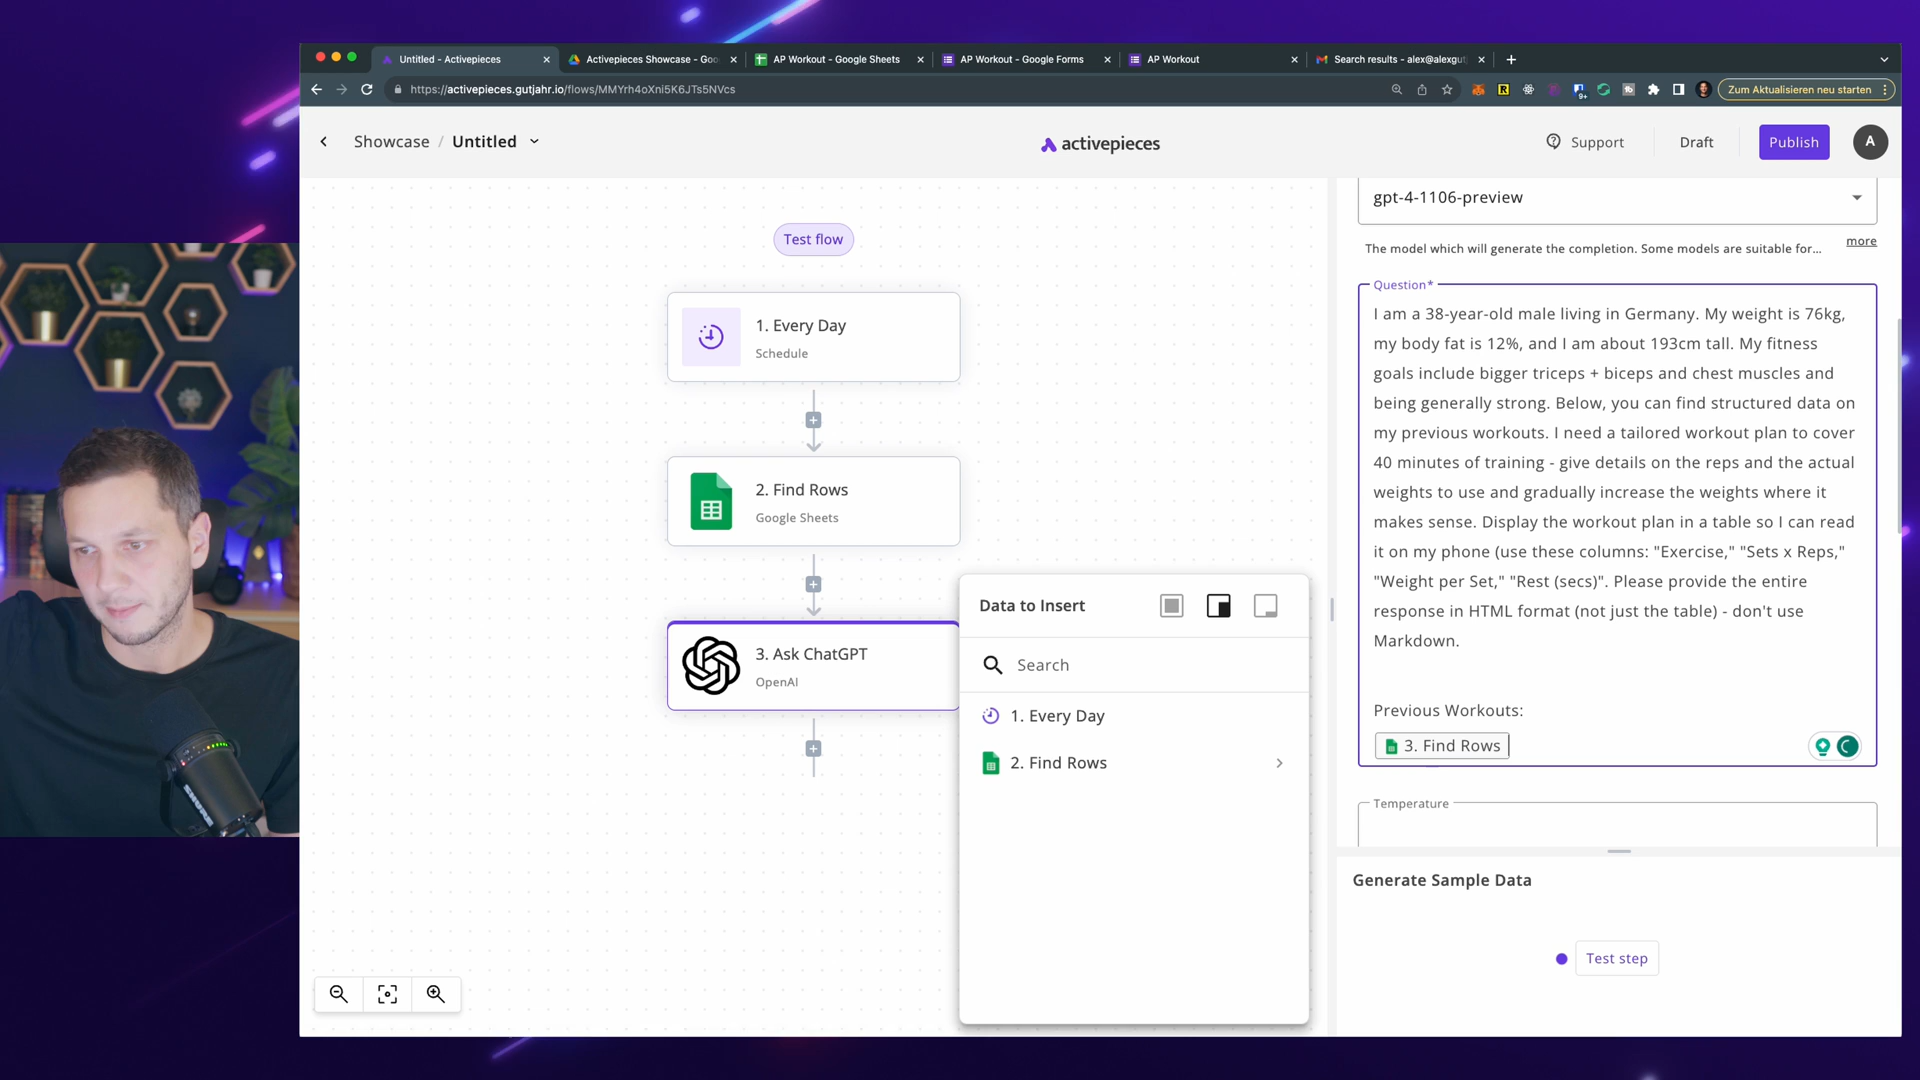 Untitled - Activepieces
Activepieces Showcase - Goo
AP Workout - Google Sheets
AP Workout - Google Forms
AP Workout
Search results - alex@alexgut
https://activepieces.gutjahr.io/flows/MMYrh4oXni5K6JTs5NVcs
9+
Zum Aktualisieren neu starten
Showcase / Untitled
activepieces
Support
Draft
Publish
A
Test flow
1. Every Day
Schedule
2. Find Rows
Google Sheets
3. Ask ChatGPT
OpenAI
Data to Insert
Search
1. Every Day
2. Find Rows
gpt-4-1106-preview
The model which will generate the completion. Some models are suitable for...
more
Question*
I am a 38-year-old male living in Germany. My weight is 76kg,
my body fat is 12%, and I am about 193cm tall. My fitness
goals include bigger triceps + biceps and chest muscles and
being generally strong. Below, you can find structured data on
my previous workouts. I need a tailored workout plan to cover
40 minutes of training - give details on the reps and the actual
weights to use and gradually increase the weights where it
makes sense. Display the workout plan in a table so I can read
it on my phone (use these columns: "Exercise," "Sets x Reps,"
"Weight per Set," "Rest (secs)". Please provide the entire
response in HTML format (not just the table) - don't use
Markdown.
Previous Workouts:
3. Find Rows
Temperature
Generate Sample Data
Test step
SHURE